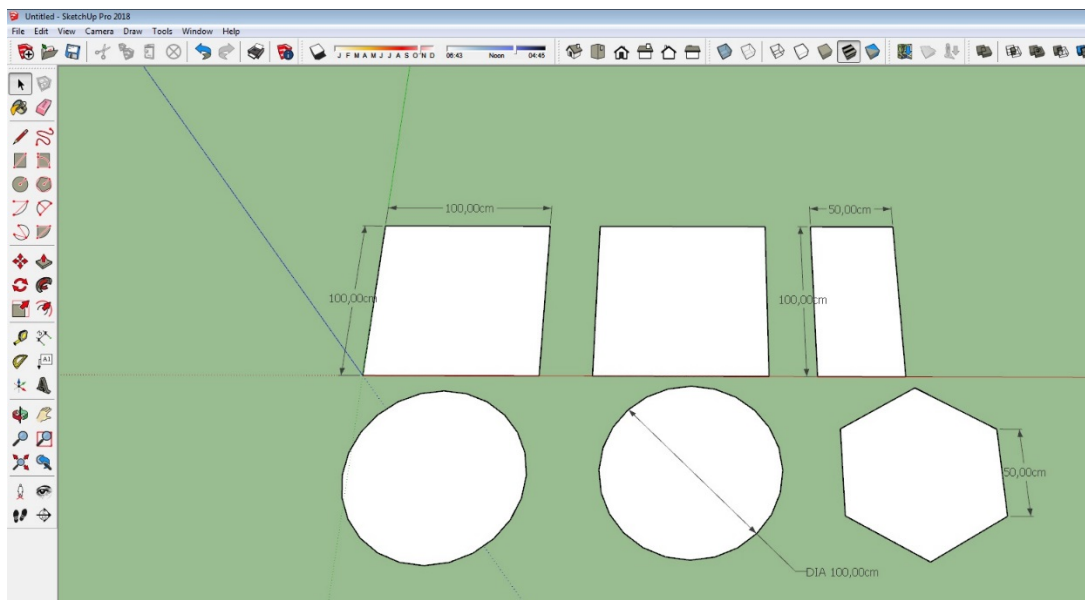 Untitled - SketchUp Pro 2018
File Edit View Camera Draw Tools Window Help
J F M A M J J A S O N D 06:43 Noon 04:45
A1
100,00cm
50,00cm
100,00cm
100,00cm
50,00cm
DIA 100,00cm